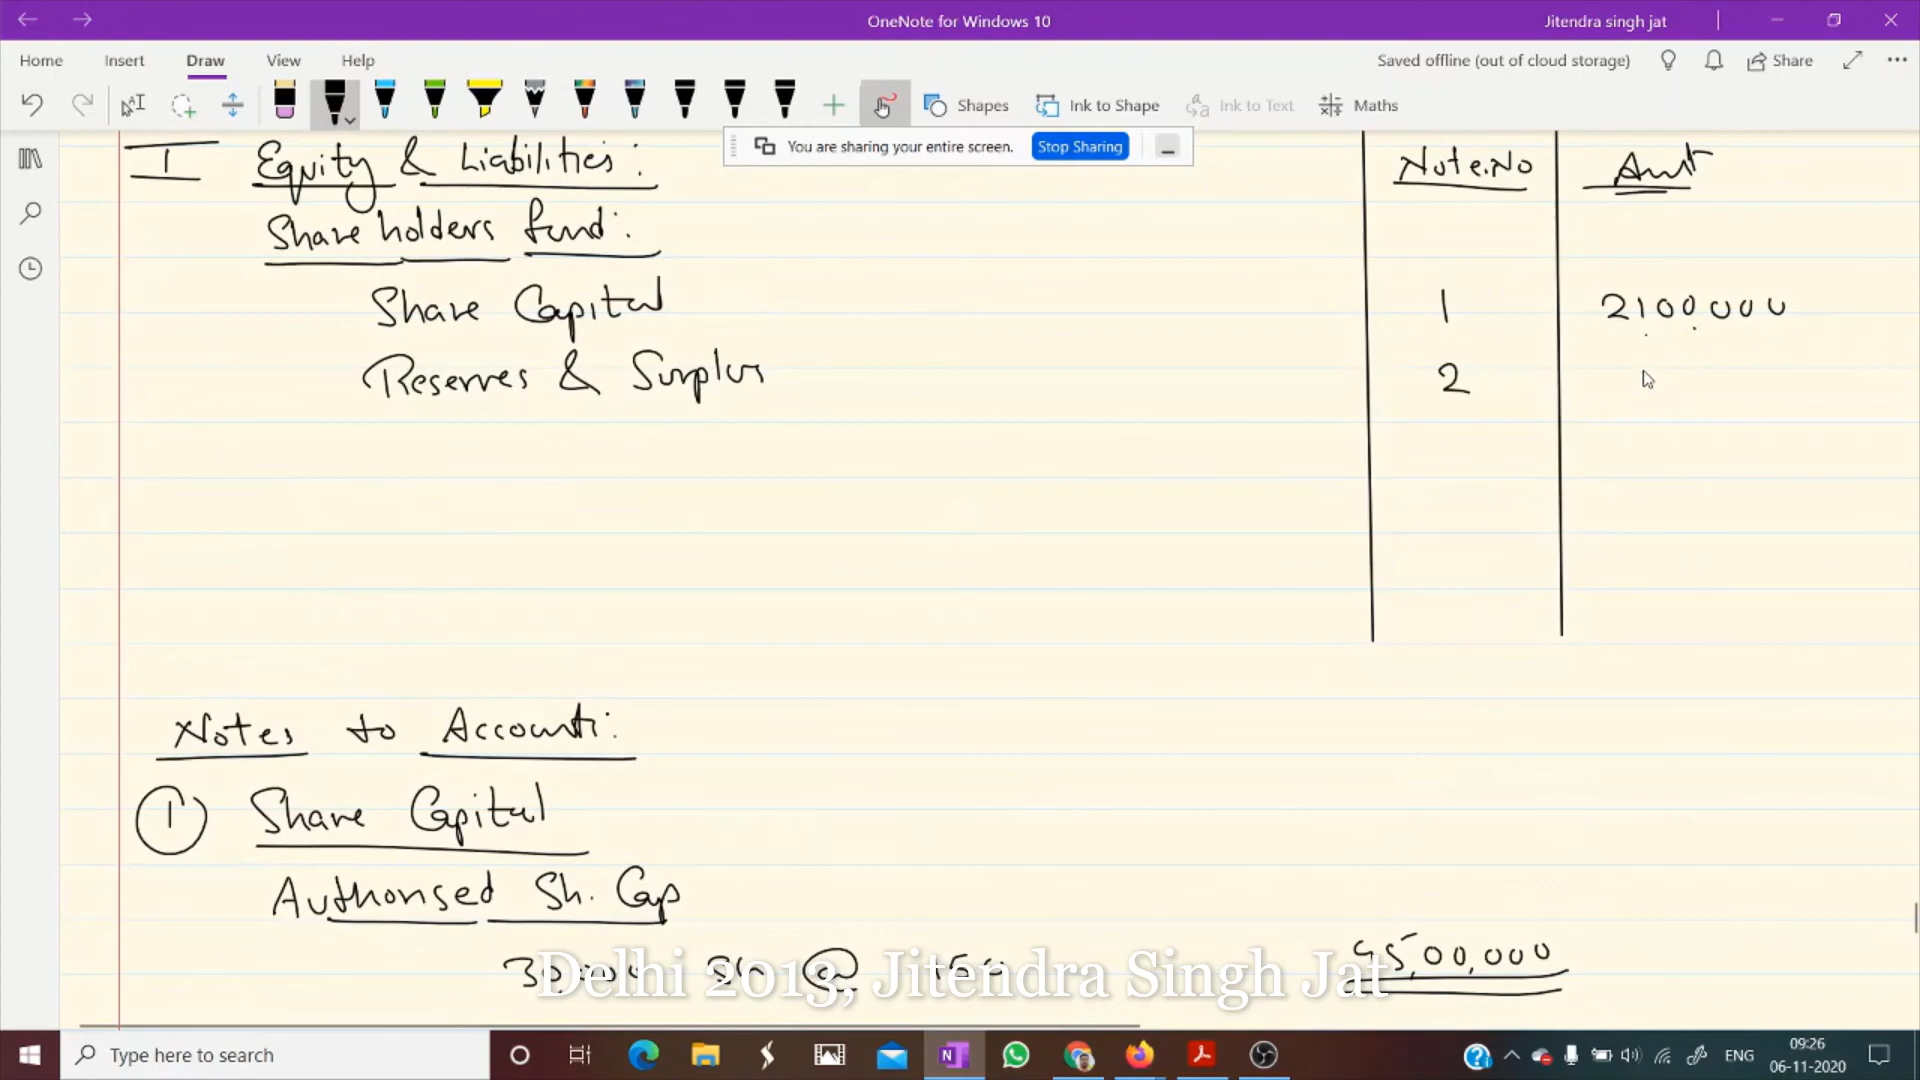 OneNote for Windows 10
Jitendra singh jat
Home Insert Draw View Help
Saved offline (out of cloud storage) Share
Shapes Ink to Shape Ink to Text Maths
You are sharing your entire screen. Stop Sharing
I Equity & Liabilities: Note.No Amt
Share holders fund:
Share Capital 1 2100000
Reserves & Surplus 2
Notes to Accounts:
1 Share Capital
Authorised Sh. Cap
@ 45,00,000
Delhi 2013, Jitendra Singh Jat
Type here to search
ENG
09:26
06-11-2020